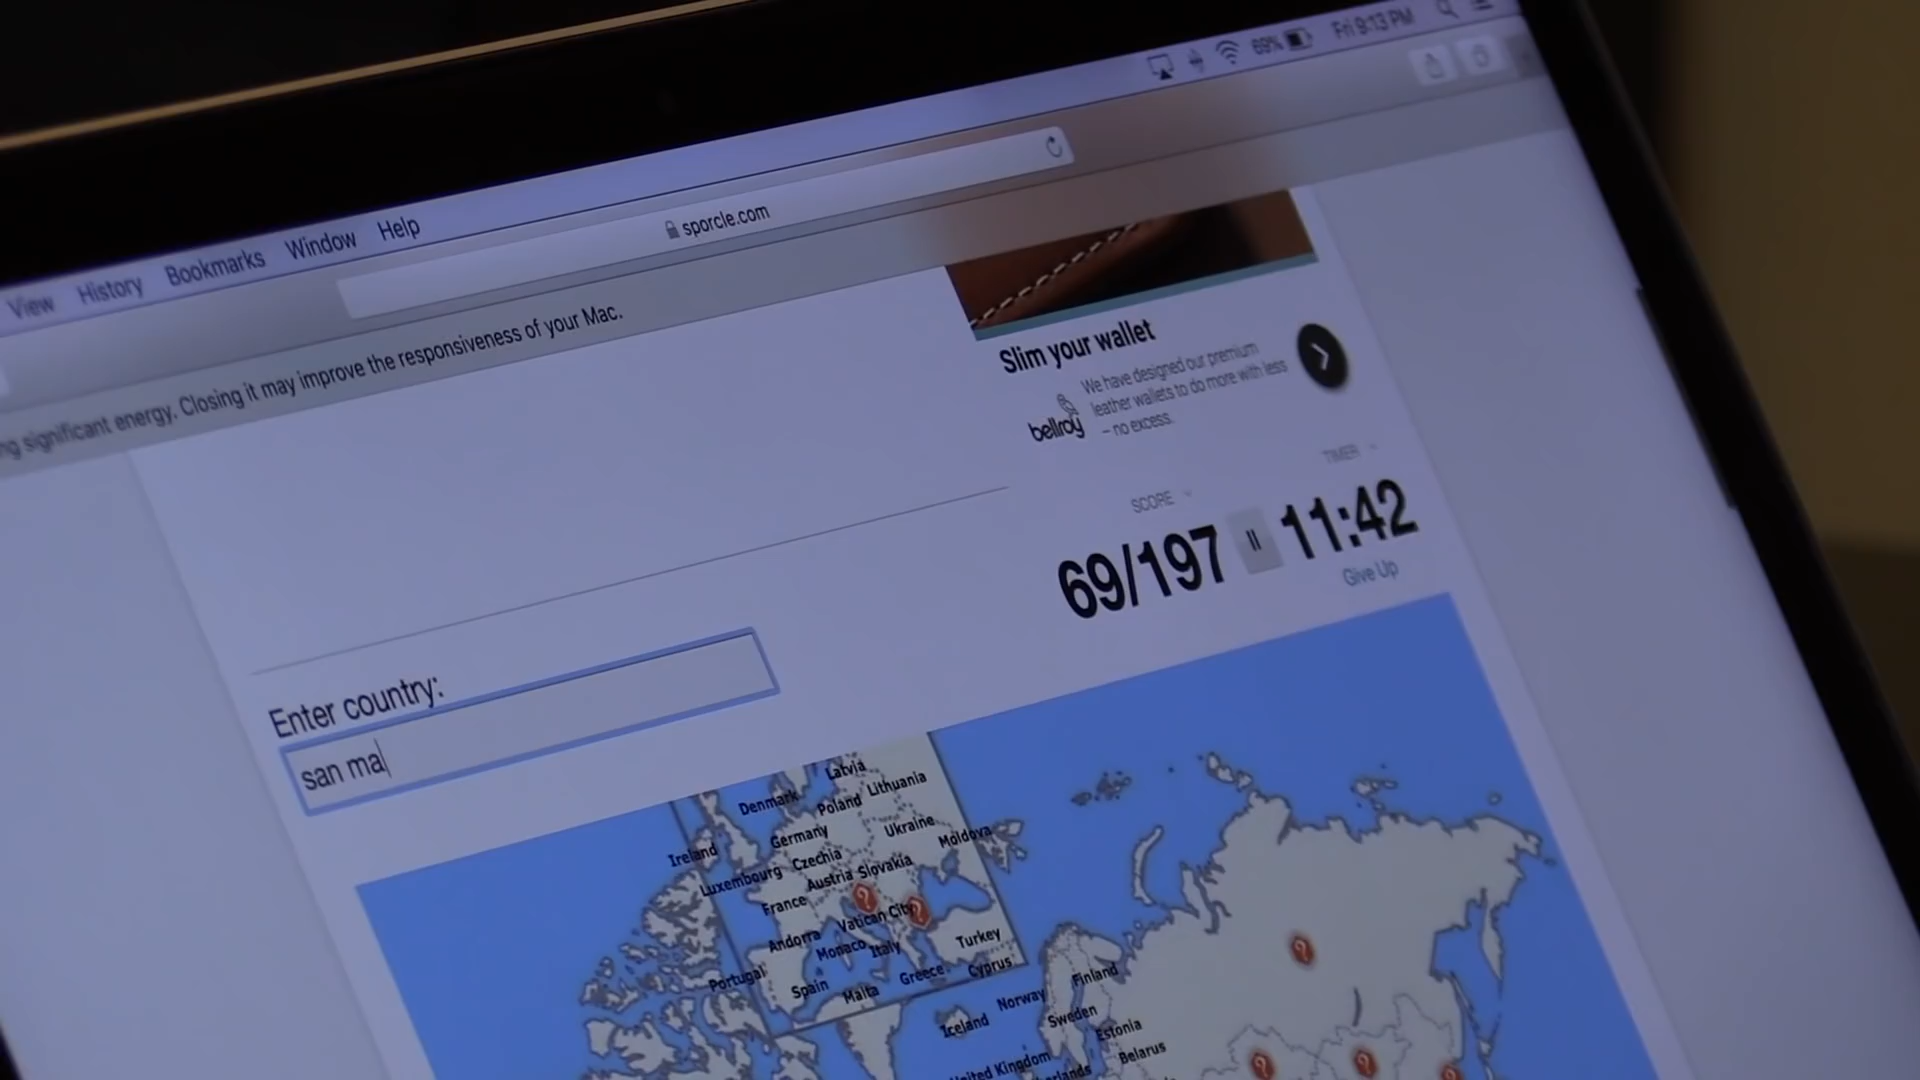 69% Fri 9:13 PM
View History Bookmarks Window Help
sporcle.com
significant energy. Closing it may improve the responsiveness of your Mac.
Slim your wallet
bellroy
We have designed our premium
leather wallets to do more with less
– no excess.
SCORE
TIMER
69/197
11:42
Give Up
Enter country:
san ma
Latvia
Lithuania
Denmark
Poland
Germany
Ukraine
Moldova
Ireland
Czechia
Luxembourg
Austria
Slovakia
France
Vatican City
Andorra
Monaco
Italy
Turkey
Portugal
Spain
Malta
Greece
Cyprus
Finland
Norway
Iceland
Sweden
Estonia
United Kingdom
Belarus